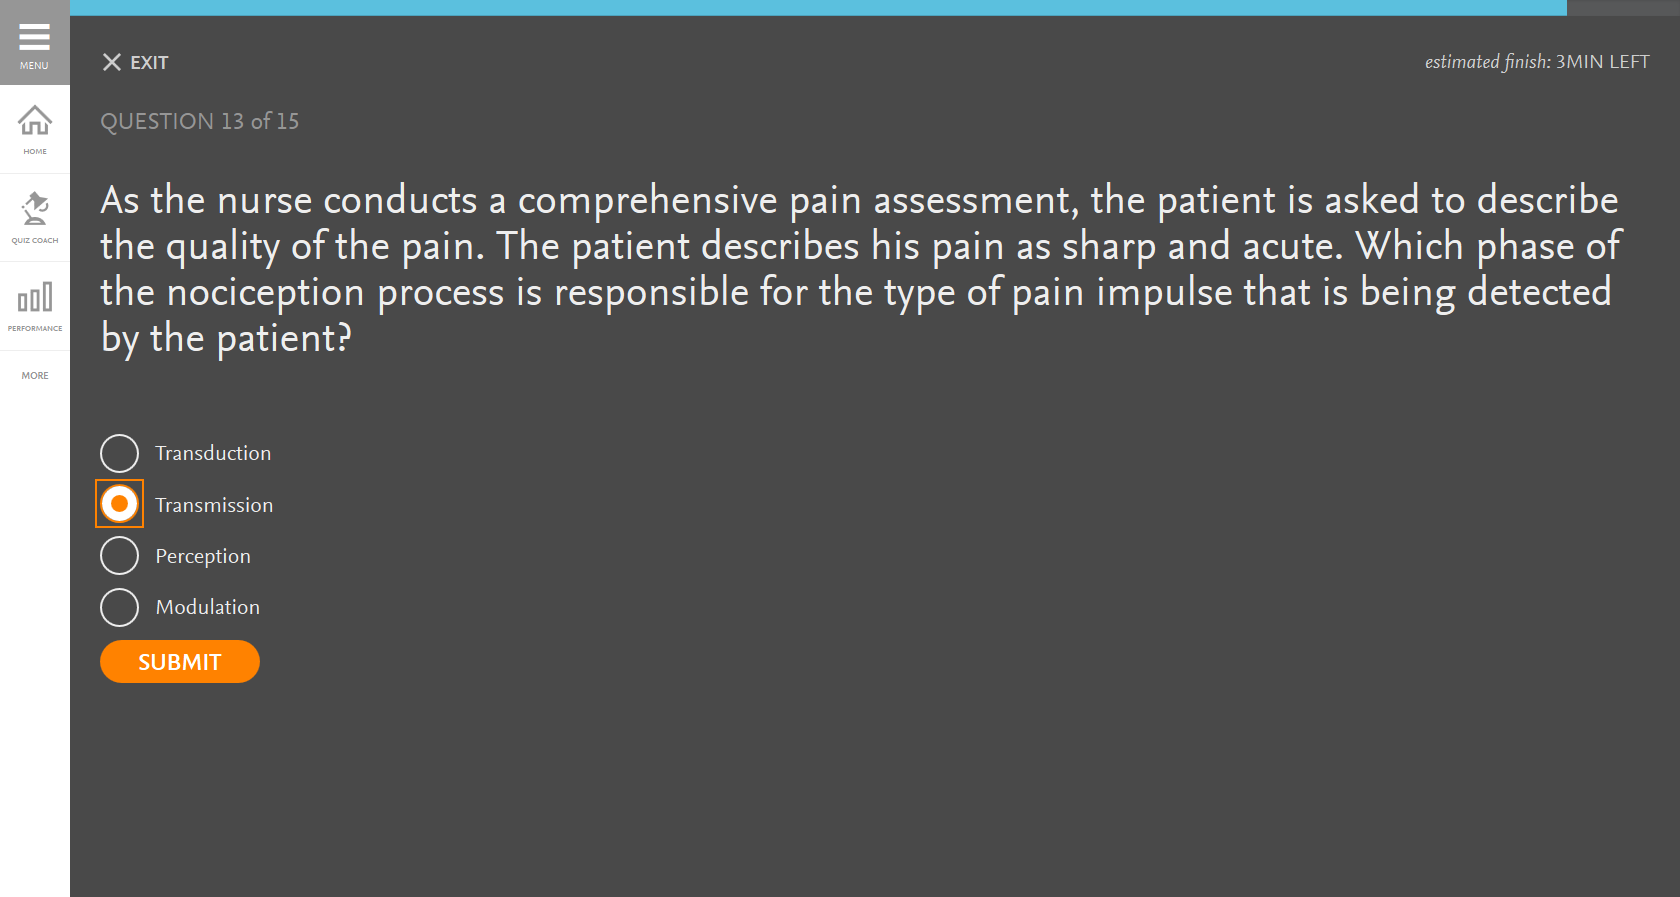 MENU
HOME
QUIZ COACH
PERFORMANCE
MORE
EXIT
estimated finish: 3MIN LEFT
QUESTION 13 of 15
As the nurse conducts a comprehensive pain assessment, the patient is asked to describe
the quality of the pain. The patient describes his pain as sharp and acute. Which phase of
the nociception process is responsible for the type of pain impulse that is being detected
by the patient?
Transduction
Transmission
Perception
Modulation
SUBMIT